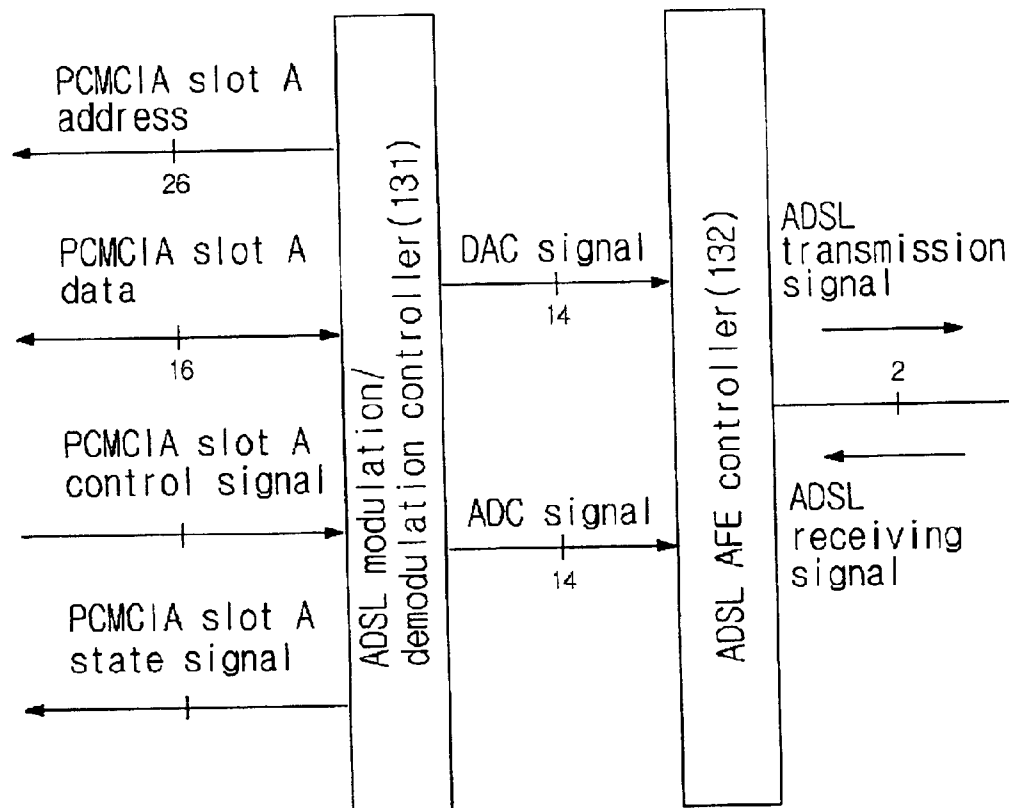 PCMCIA slot A
address
26
PCMCIA slot A
data
16
PCMCIA slot A
control signal
PCMCIA slot A
state signal
ADSL modulation/
demodulation controller(131)
DAC signal
14
ADC signal
14
ADSL AFE controller(132)
ADSL
transmission
signal
2
ADSL
receiving
signal